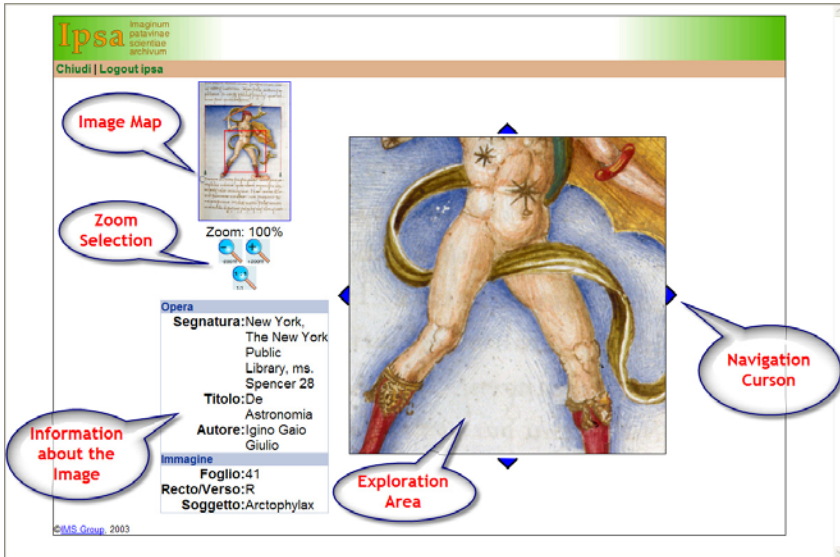 Ipsa
Imaginum
patavinae
scientiae
archivum
Chiudi | Logout ipsa
Image Map
Zoom
Selection
Zoom: 100%
1:1
Opera
Segnatura:New York,
The New York
Public
Library, ms.
Spencer 28
Titolo:De
Astronomia
Autore:Igino Gaio
Giulio
Immagine
Foglio:41
Recto/Verso:R
Soggetto:Arctophylax
Information
about the
Image
Exploration
Area
Navigation
Curson
©IMS Group, 2003